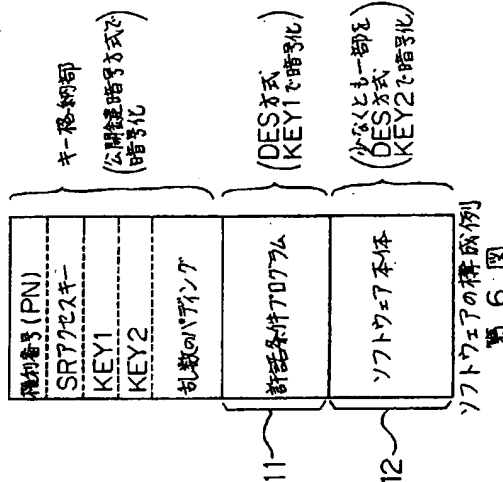 種別番号(PN)
SRアクセスキー
KEY1
KEY2
乱数のパディング
許諾条件プログラム
ソフトウェア本体
キー格納部
(公開鍵暗号方式で
暗号化)
(DES方式
KEY1で暗号化)
(少なくとも一部を
DES方式
KEY2で暗号化)
11
12
ソフトウェアの構成例
第6図